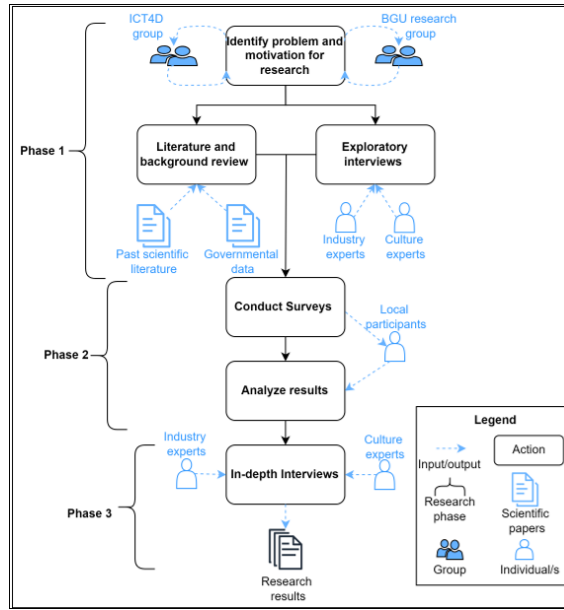 ICT4D
group
Identify problem and
motivation for
research
BGU research
group
Phase 1
Literature and
background review
Exploratory
interviews
Past scientific
literature
Governmental
data
Industry
experts
Culture
experts
Conduct Surveys
Local
participants
Phase 2
Analyze results
Industry
experts
Culture
experts
In-depth Interviews
Phase 3
Research
results
Legend
Input/output
Action
Research
phase
Scientific
papers
Group
Individual/s